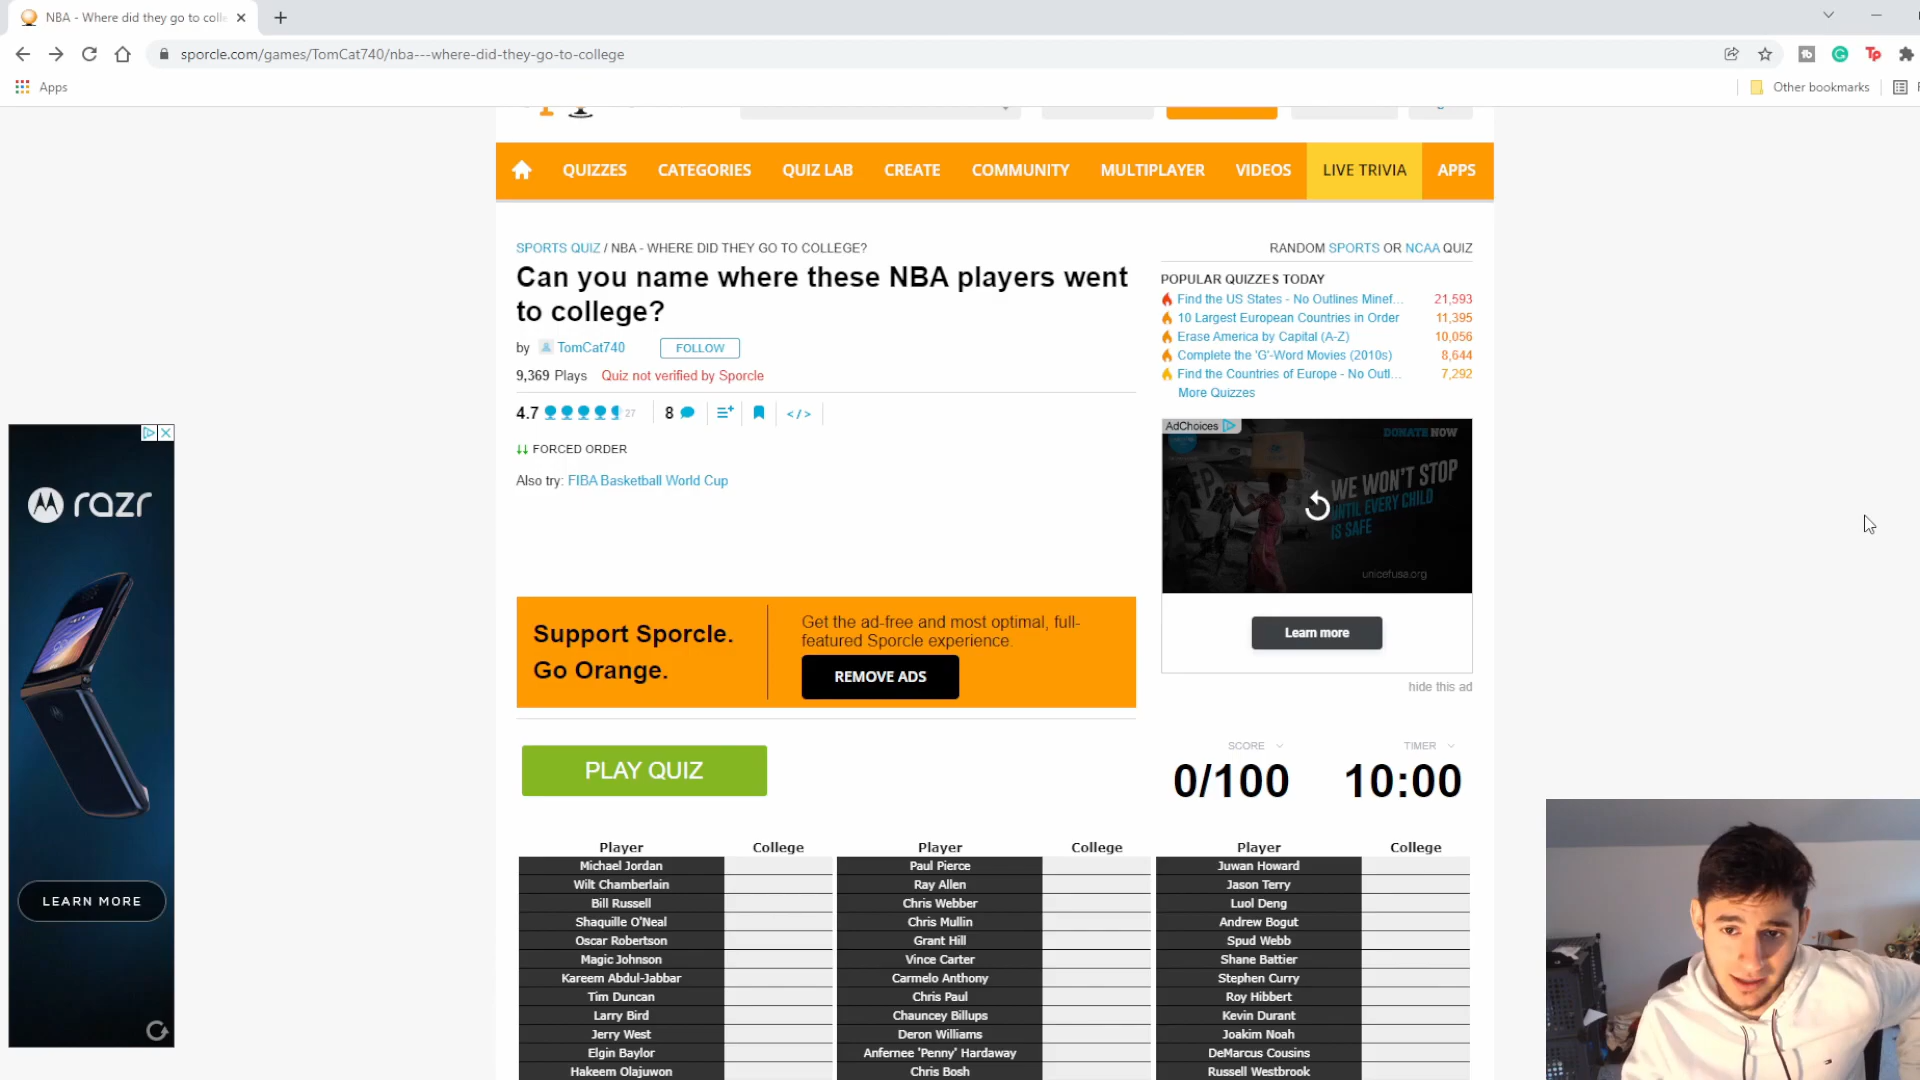 NBA - Where did they go to colle
sporcle.com/games/TomCat740/nba---where-did-they-go-to-college
Apps
Other bookmarks
QUIZZES CATEGORIES QUIZ LAB CREATE COMMUNITY MULTIPLAYER VIDEOS LIVE TRIVIA APPS
SPORTS QUIZ / NBA - WHERE DID THEY GO TO COLLEGE?
Can you name where these NBA players went
to college?
by TomCat740 FOLLOW
9,369 Plays Quiz not verified by Sporcle
4.7 27 8 </>
FORCED ORDER
Also try: FIBA Basketball World Cup
RANDOM SPORTS OR NCAA QUIZ
POPULAR QUIZZES TODAY
Find the US States - No Outlines Minef... 21,593
10 Largest European Countries in Order 11,395
Erase America by Capital (A-Z) 10,056
Complete the 'G'-Word Movies (2010s) 8,644
Find the Countries of Europe - No Outl... 7,292
More Quizzes
AdChoices
DONATE NOW
WE WON'T STOP
UNTIL EVERY CHILD
IS SAFE
unicefusa.org
Learn more
hide this ad
razr
LEARN MORE
Support Sporcle.
Go Orange.
Get the ad-free and most optimal, full-
featured Sporcle experience.
REMOVE ADS
PLAY QUIZ
SCORE TIMER
0/100 10:00
Player College Player College Player College
Michael Jordan Paul Pierce Juwan Howard
Wilt Chamberlain Ray Allen Jason Terry
Bill Russell Chris Webber Luol Deng
Shaquille O'Neal Chris Mullin Andrew Bogut
Oscar Robertson Grant Hill Spud Webb
Magic Johnson Vince Carter Shane Battier
Kareem Abdul-Jabbar Carmelo Anthony Stephen Curry
Tim Duncan Chris Paul Roy Hibbert
Larry Bird Chauncey Billups Kevin Durant
Jerry West Deron Williams Joakim Noah
Elgin Baylor Anfernee 'Penny' Hardaway DeMarcus Cousins
Hakeem Olajuwon Chris Bosh Russell Westbrook